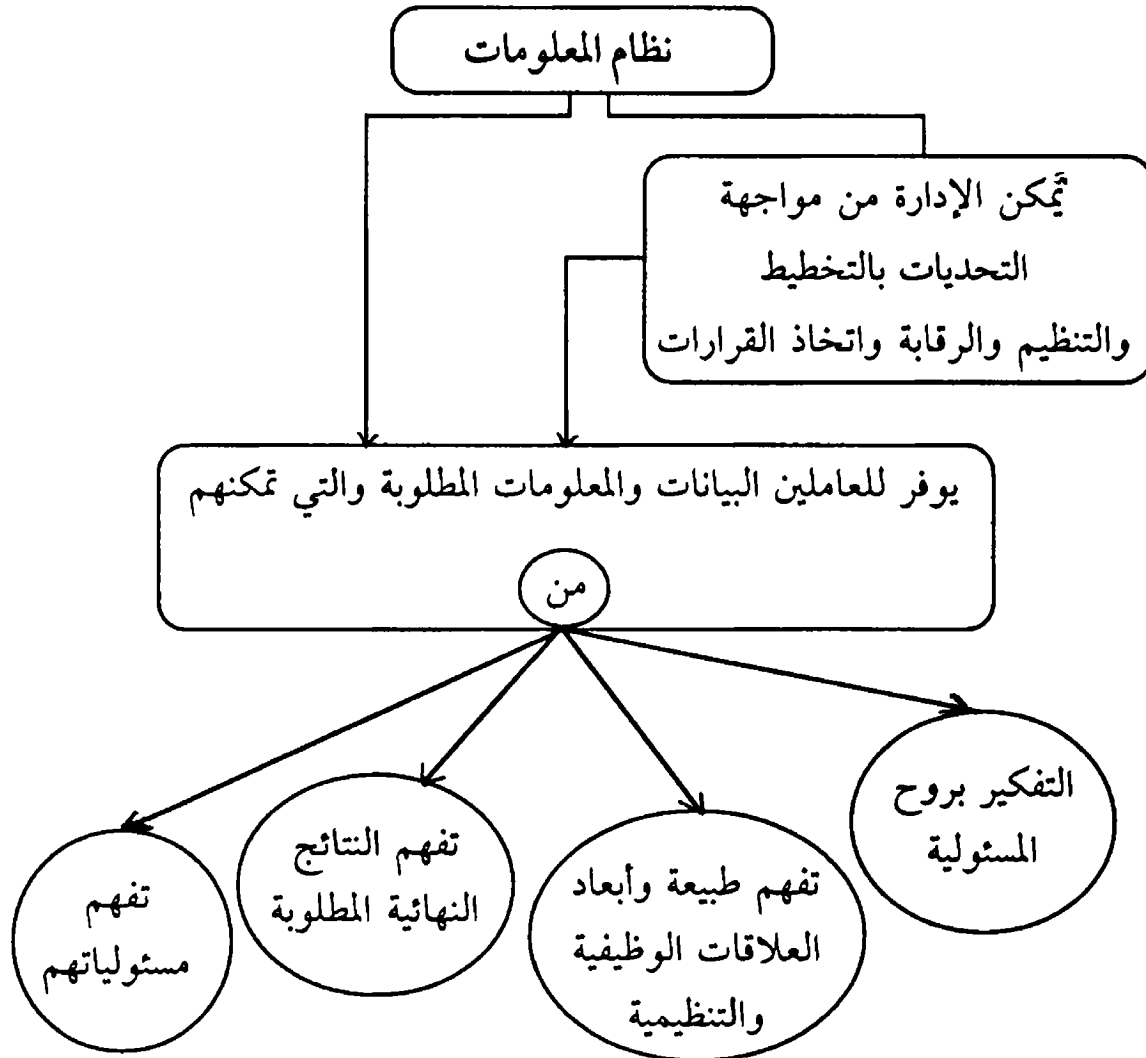 نظام المعلومات
تُمكن الإدارة من مواجهة
التحديات بالتخطيط
والتنظيم والرقابة واتخاذ القرارات
يوفر للعاملين البيانات والمعلومات المطلوبة والتي تمكنهم
من
التفكير بروح
المسئولية
تفهم طبيعة وأبعاد
العلاقات الوظيفية
والتنظيمية
تفهم النتائج
النهائية المطلوبة
تفهم
مسئولياتهم